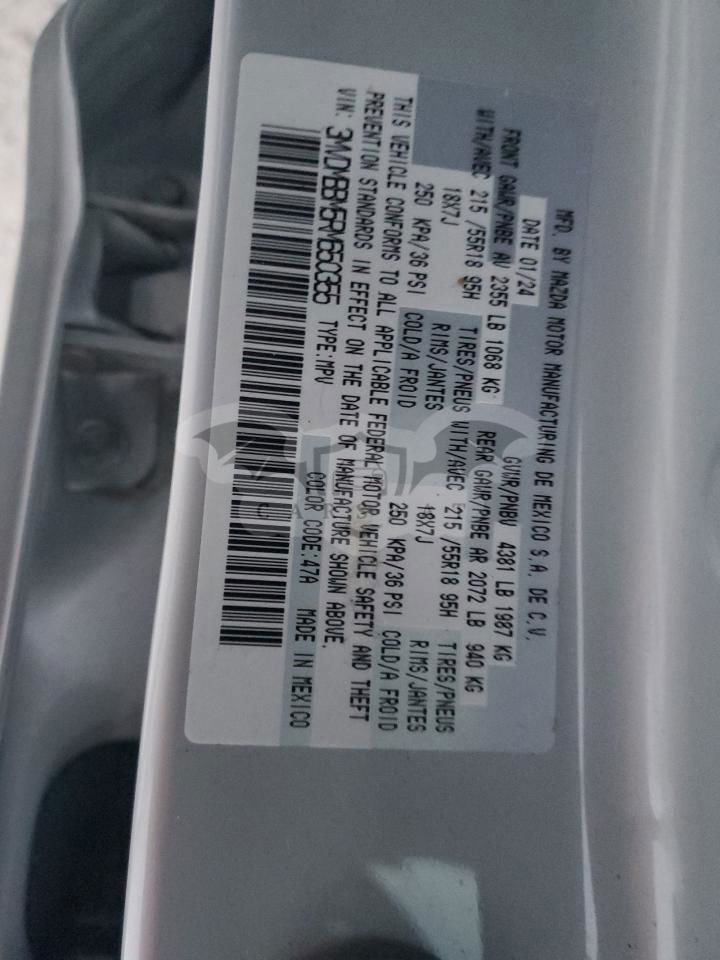 MFD. BY MAZDA MOTOR MANUFACTURING DE MEXICO S.A. DE C.V.
DATE 01/24 GVWR/PNBV 4381 LB 1987 KG
FRONT GAWR/PNBE AV 2355 LB 1068 KG REAR GAWR/PNBE AR 2072 LB 940 KG
WITH/AVEC 215 /55R18 95H TIRES/PNEUS WITH/AVEC 215 /55R18 95H TIRES/PNEUS
18X7J RIMS/JANTES 18X7J RIMS/JANTES
250 KPA/36 PSI COLD/A FROID 250 KPA/36 PSI COLD/A FROID
THIS VEHICLE CONFORMS TO ALL APPLICABLE FEDERAL MOTOR VEHICLE SAFETY AND THEFT
PREVENTION STANDARDS IN EFFECT ON THE DATE OF MANUFACTURE SHOWN ABOVE.
VIN: 3MVDMBBM5RM650365 TYPE:MPV COLOR CODE:47A MADE IN MEXICO